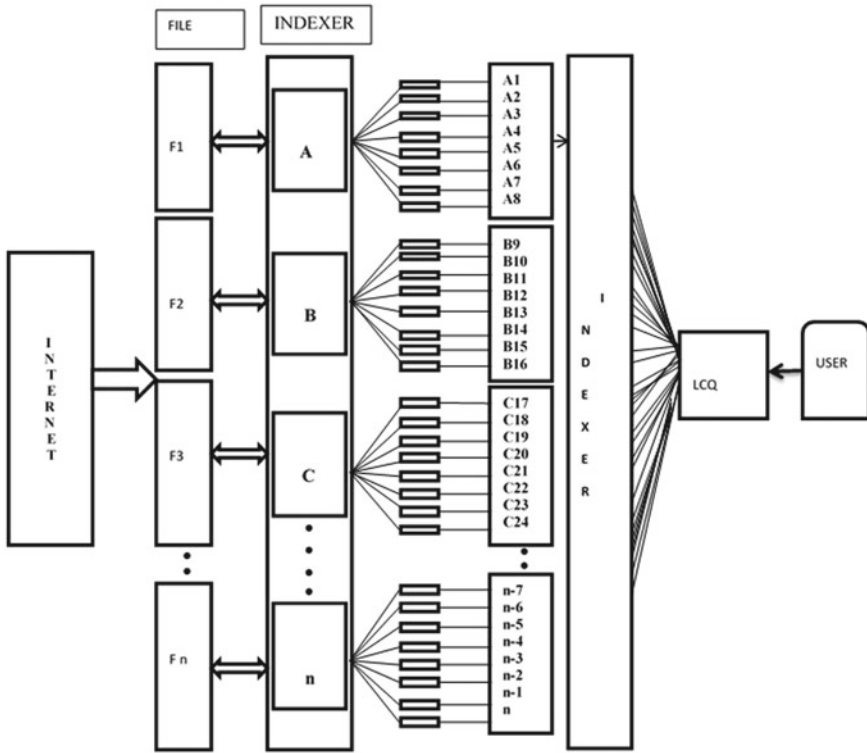 FILE
INDEXER
INTERNET
F1
F2
F3
F n
A
B
C
n
A1
A2
A3
A4
A5
A6
A7
A8
B9
B10
B11
B12
B13
B14
B15
B16
C17
C18
C19
C20
C21
C22
C23
C24
n-7
n-6
n-5
n-4
n-3
n-2
n-1
n
INDEXER
LCQ
USER